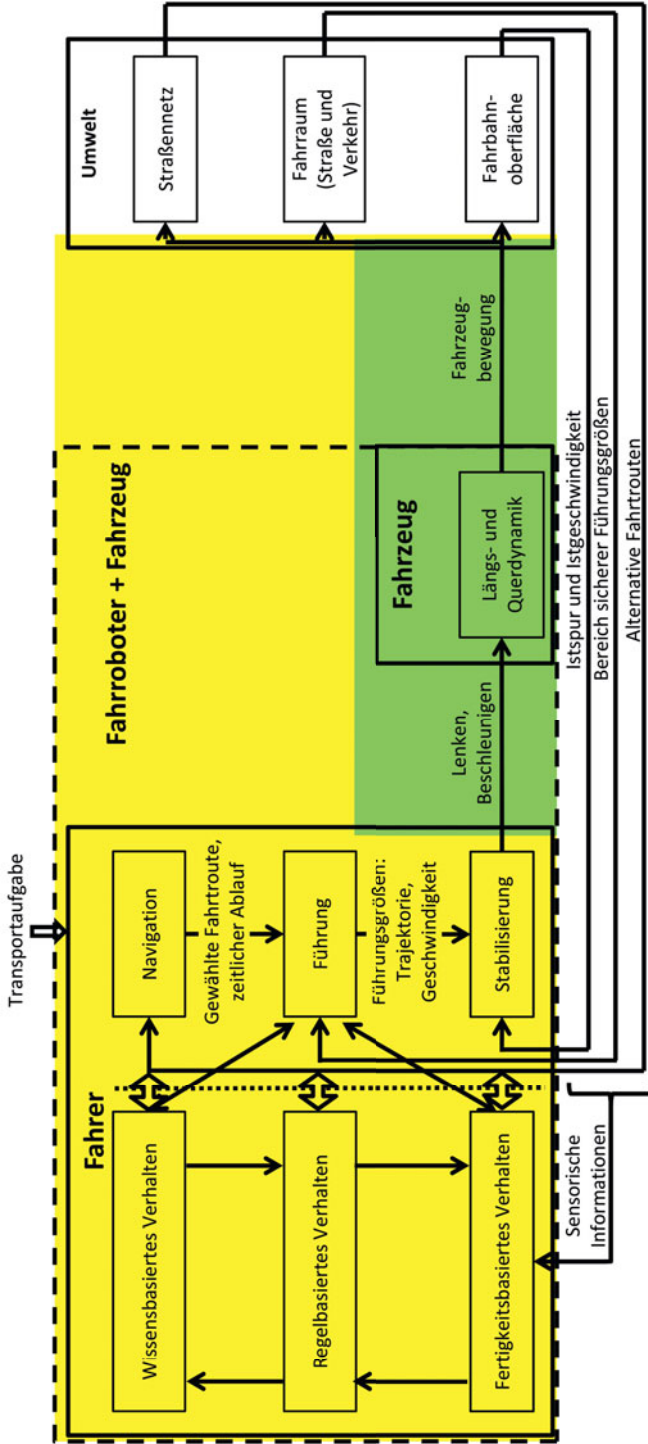 Transportaufgabe
Fahrer
Wissensbasiertes Verhalten
Regelbasiertes Verhalten
Fertigkeitsbasiertes Verhalten
Sensorische
Informationen
Navigation
Gewählte Fahrtroute,
zeitlicher Ablauf
Führung
Führungsgrößen:
Trajektorie,
Geschwindigkeit
Stabilisierung
Fahrroboter + Fahrzeug
Lenken,
Beschleunigen
Fahrzeug
Längs- und
Querdynamik
Fahrzeug-
bewegung
Umwelt
Straßennetz
Fahrraum
(Straße und
Verkehr)
Fahrbahn-
oberfläche
Istspur und Istgeschwindigkeit
Bereich sicherer Führungsgrößen
Alternative Fahrtrouten